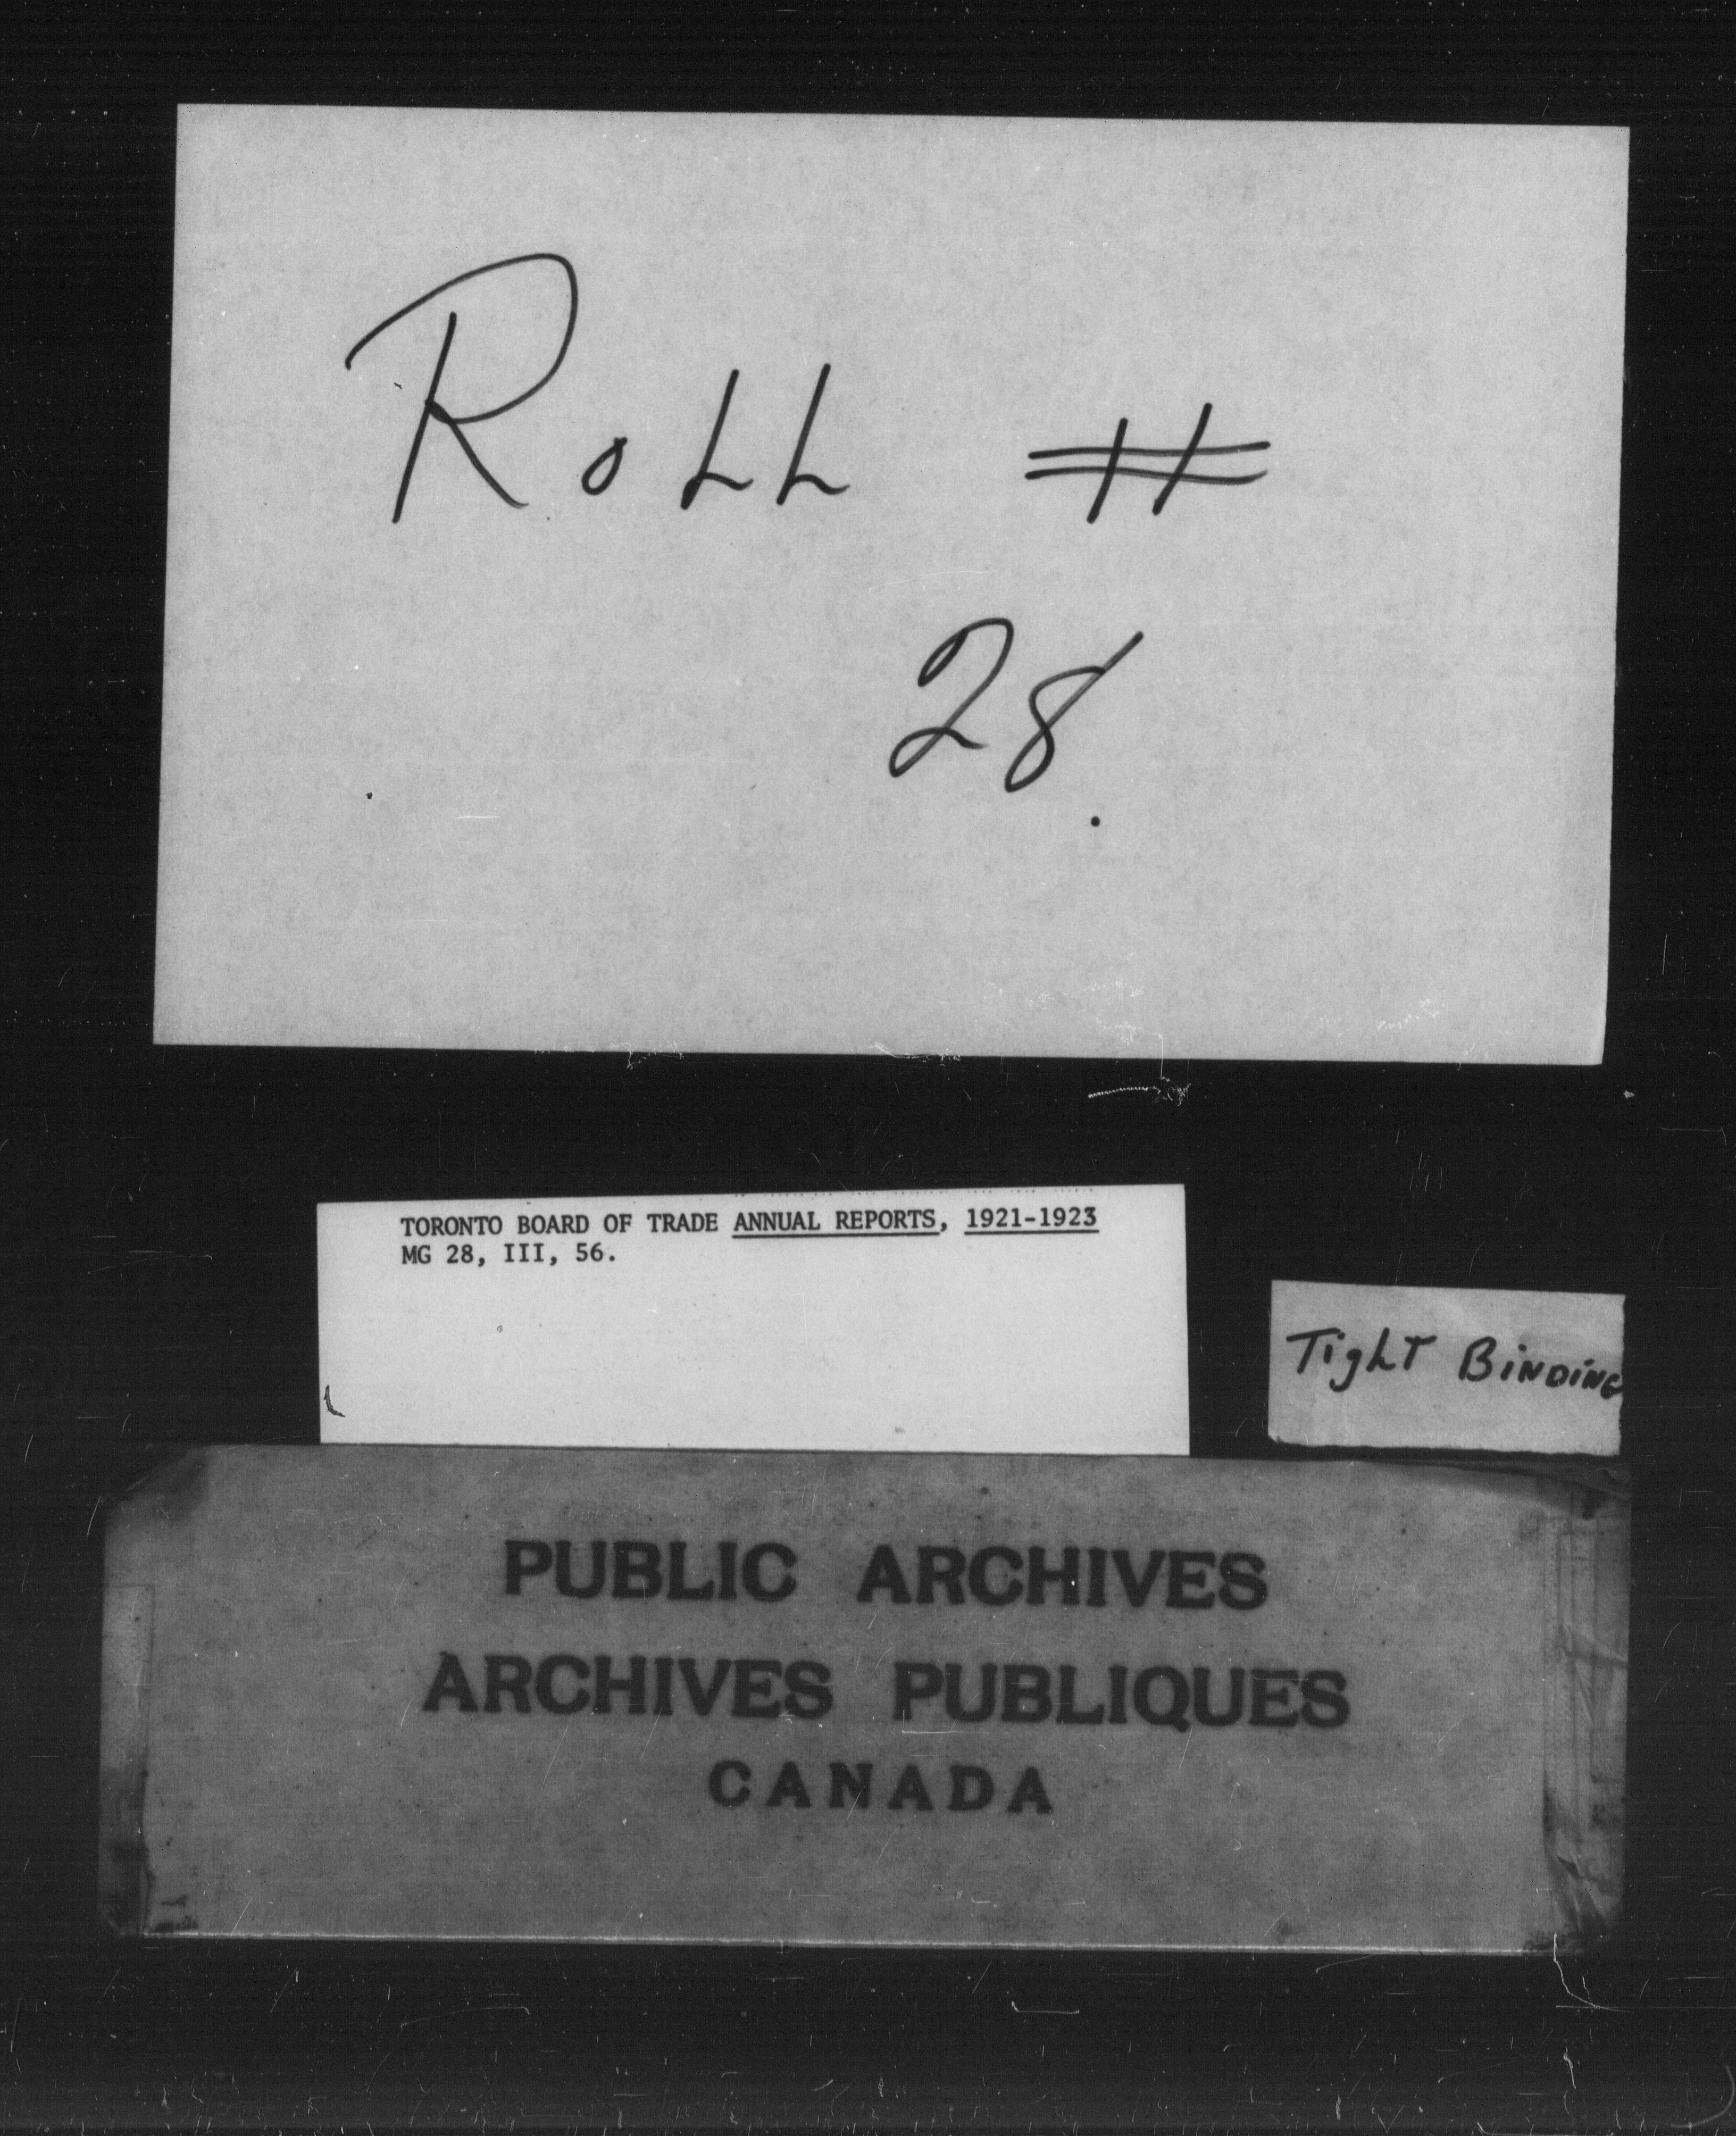 RoLL #
28.
TORONTO BOARD OF TRADE ANNUAL REPORTS, 1921-1923
MG 28, III, 56.
TighT BiNDiNG
PUBLIC ARCHIVES
ARCHIVES PUBLIQUES
CANADA